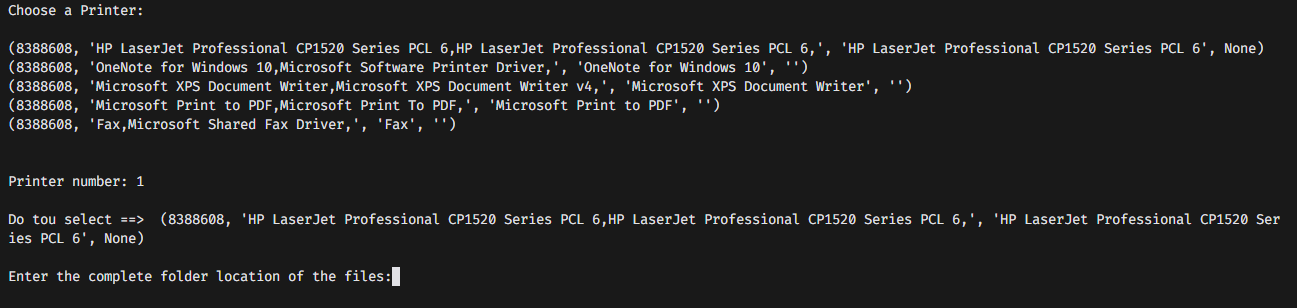 Choose a Printer:
(8388608, 'HP LaserJet Professional CP1520 Series PCL 6,HP LaserJet Professional CP1520 Series PCL 6,', 'HP LaserJet Professional CP1520 Series PCL 6', None)
(8388608, 'OneNote for Windows 10,Microsoft Software Printer Driver,', 'OneNote for Windows 10', '')
(8388608, 'Microsoft XPS Document Writer,Microsoft XPS Document Writer v4,', 'Microsoft XPS Document Writer', '')
(8388608, 'Microsoft Print to PDF,Microsoft Print To PDF,', 'Microsoft Print to PDF', '')
(8388608, 'Fax,Microsoft Shared Fax Driver,', 'Fax', '')
Printer number: 1
Do tou select ==>  (8388608, 'HP LaserJet Professional CP1520 Series PCL 6,HP LaserJet Professional CP1520 Series PCL 6,', 'HP LaserJet Professional CP1520 Ser
ies PCL 6', None)
Enter the complete folder location of the files: